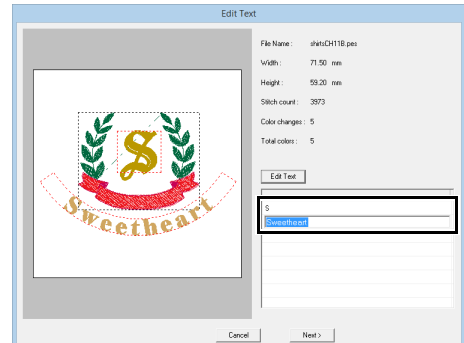 Edit Text
File Name : shirtsCH11B.pes
Width : 71.50 mm
Height : 59.20 mm
Stitch count : 3973
Color changes : 5
Total colors : 5
Edit Text
S
Sweetheart
S
Sweetheart
Cancel Next >